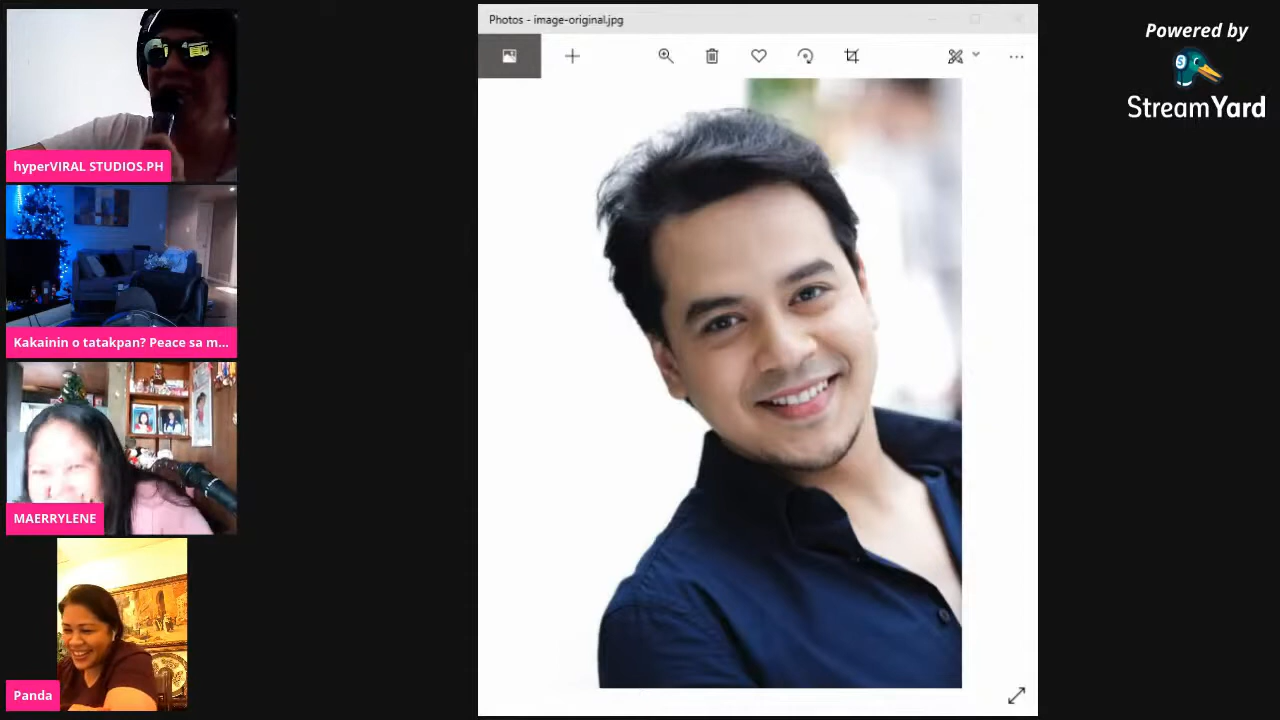 Photos - image-original.jpg
Powered by
StreamYard
hyperVIRAL STUDIOS.PH
Kakainin o tatakpan? Peace sa m...
MAERRYLENE
Panda